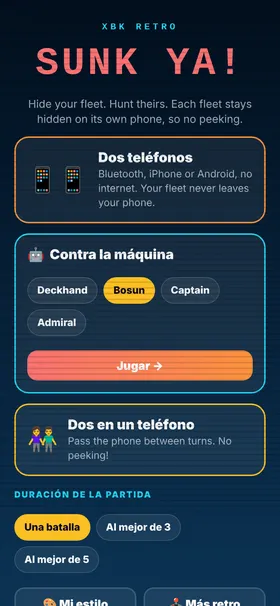 XBK RETRO
SUNK YA!
Hide your fleet. Hunt theirs. Each fleet stays
hidden on its own phone, so no peeking.
Dos teléfonos
Bluetooth, iPhone or Android, no
internet. Your fleet never leaves
your phone.
Contra la máquina
Deckhand
Bosun
Captain
Admiral
Jugar →
Dos en un teléfono
Pass the phone between turns. No
peeking!
DURACIÓN DE LA PARTIDA
Una batalla
Al mejor de 3
Al mejor de 5
Mi estilo
Más retro